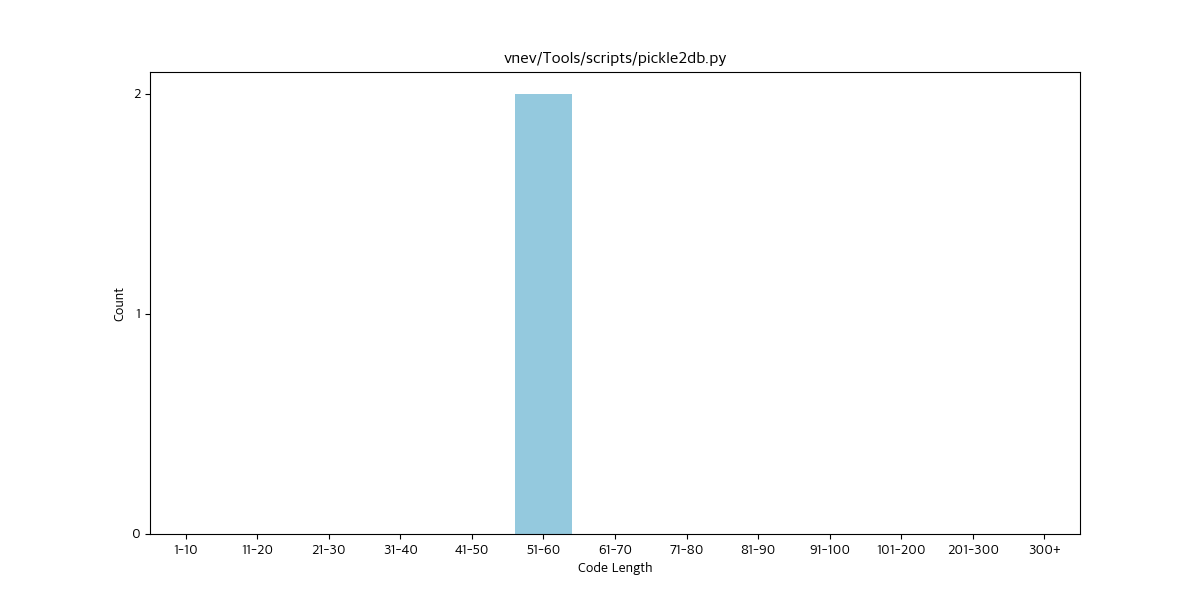 vnev/Tools/scripts/pickle2db.py
2
1
0
Count
1-10 11-20 21-30 31-40 41-50 51-60 61-70 71-80 81-90 91-100 101-200 201-300 300+
Code Length